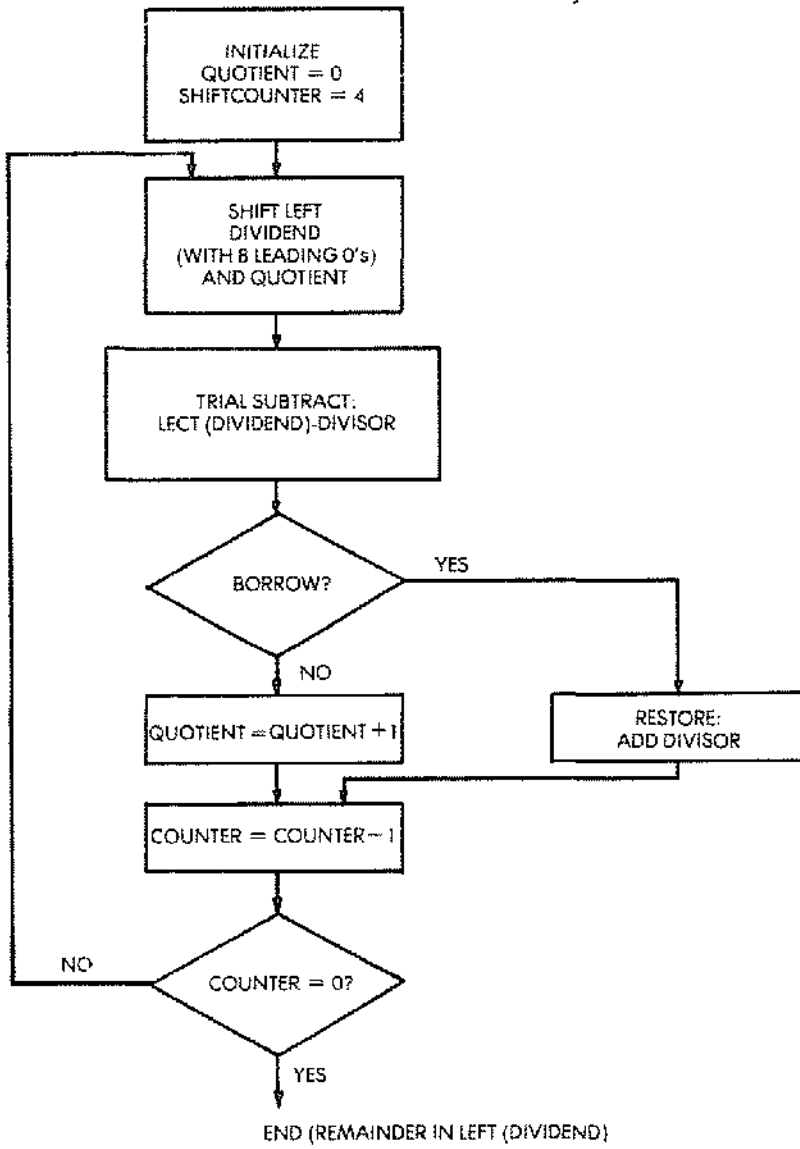 INITIALIZE
QUOTIENT = 0
SHIFTCOUNTER = 4
SHIFT LEFT
DIVIDEND
(WITH 8 LEADING 0's)
AND QUOTIENT
TRIAL SUBTRACT:
LECT (DIVIDEND)-DIVISOR
BORROW?
YES
NO
QUOTIENT = QUOTIENT + 1
RESTORE:
ADD DIVISOR
COUNTER = COUNTER - 1
NO
COUNTER = 0?
YES
END (REMAINDER IN LEFT (DIVIDEND)